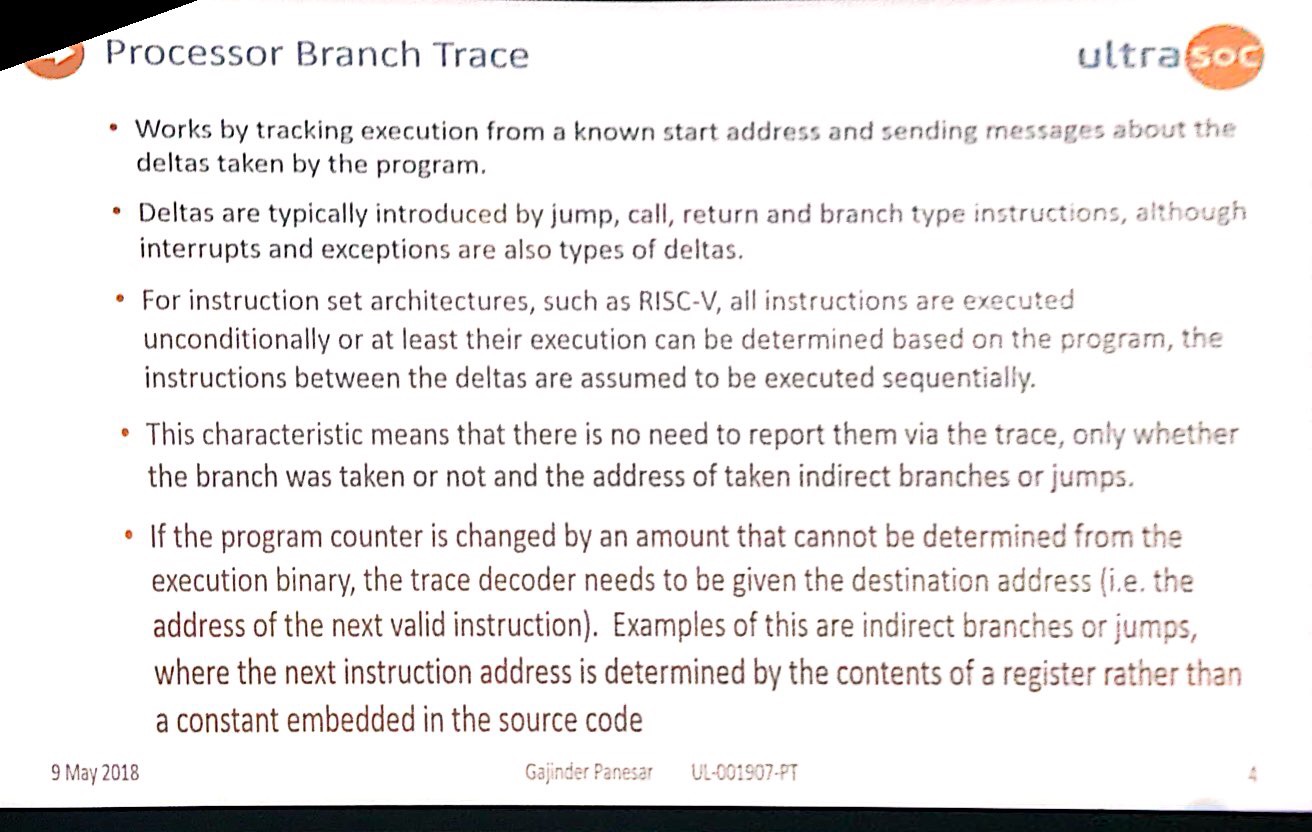 Processor Branch Trace
ultrasoc
• Works by tracking execution from a known start address and sending messages about the
deltas taken by the program.
• Deltas are typically introduced by jump, call, return and branch type instructions, although
interrupts and exceptions are also types of deltas.
• For instruction set architectures, such as RISC-V, all instructions are executed
unconditionally or at least their execution can be determined based on the program, the
instructions between the deltas are assumed to be executed sequentially.
• This characteristic means that there is no need to report them via the trace, only whether
the branch was taken or not and the address of taken indirect branches or jumps.
• If the program counter is changed by an amount that cannot be determined from the
execution binary, the trace decoder needs to be given the destination address (i.e. the
address of the next valid instruction). Examples of this are indirect branches or jumps,
where the next instruction address is determined by the contents of a register rather than
a constant embedded in the source code
9 May 2018 Gajinder Panesar UL-001907-PT 4